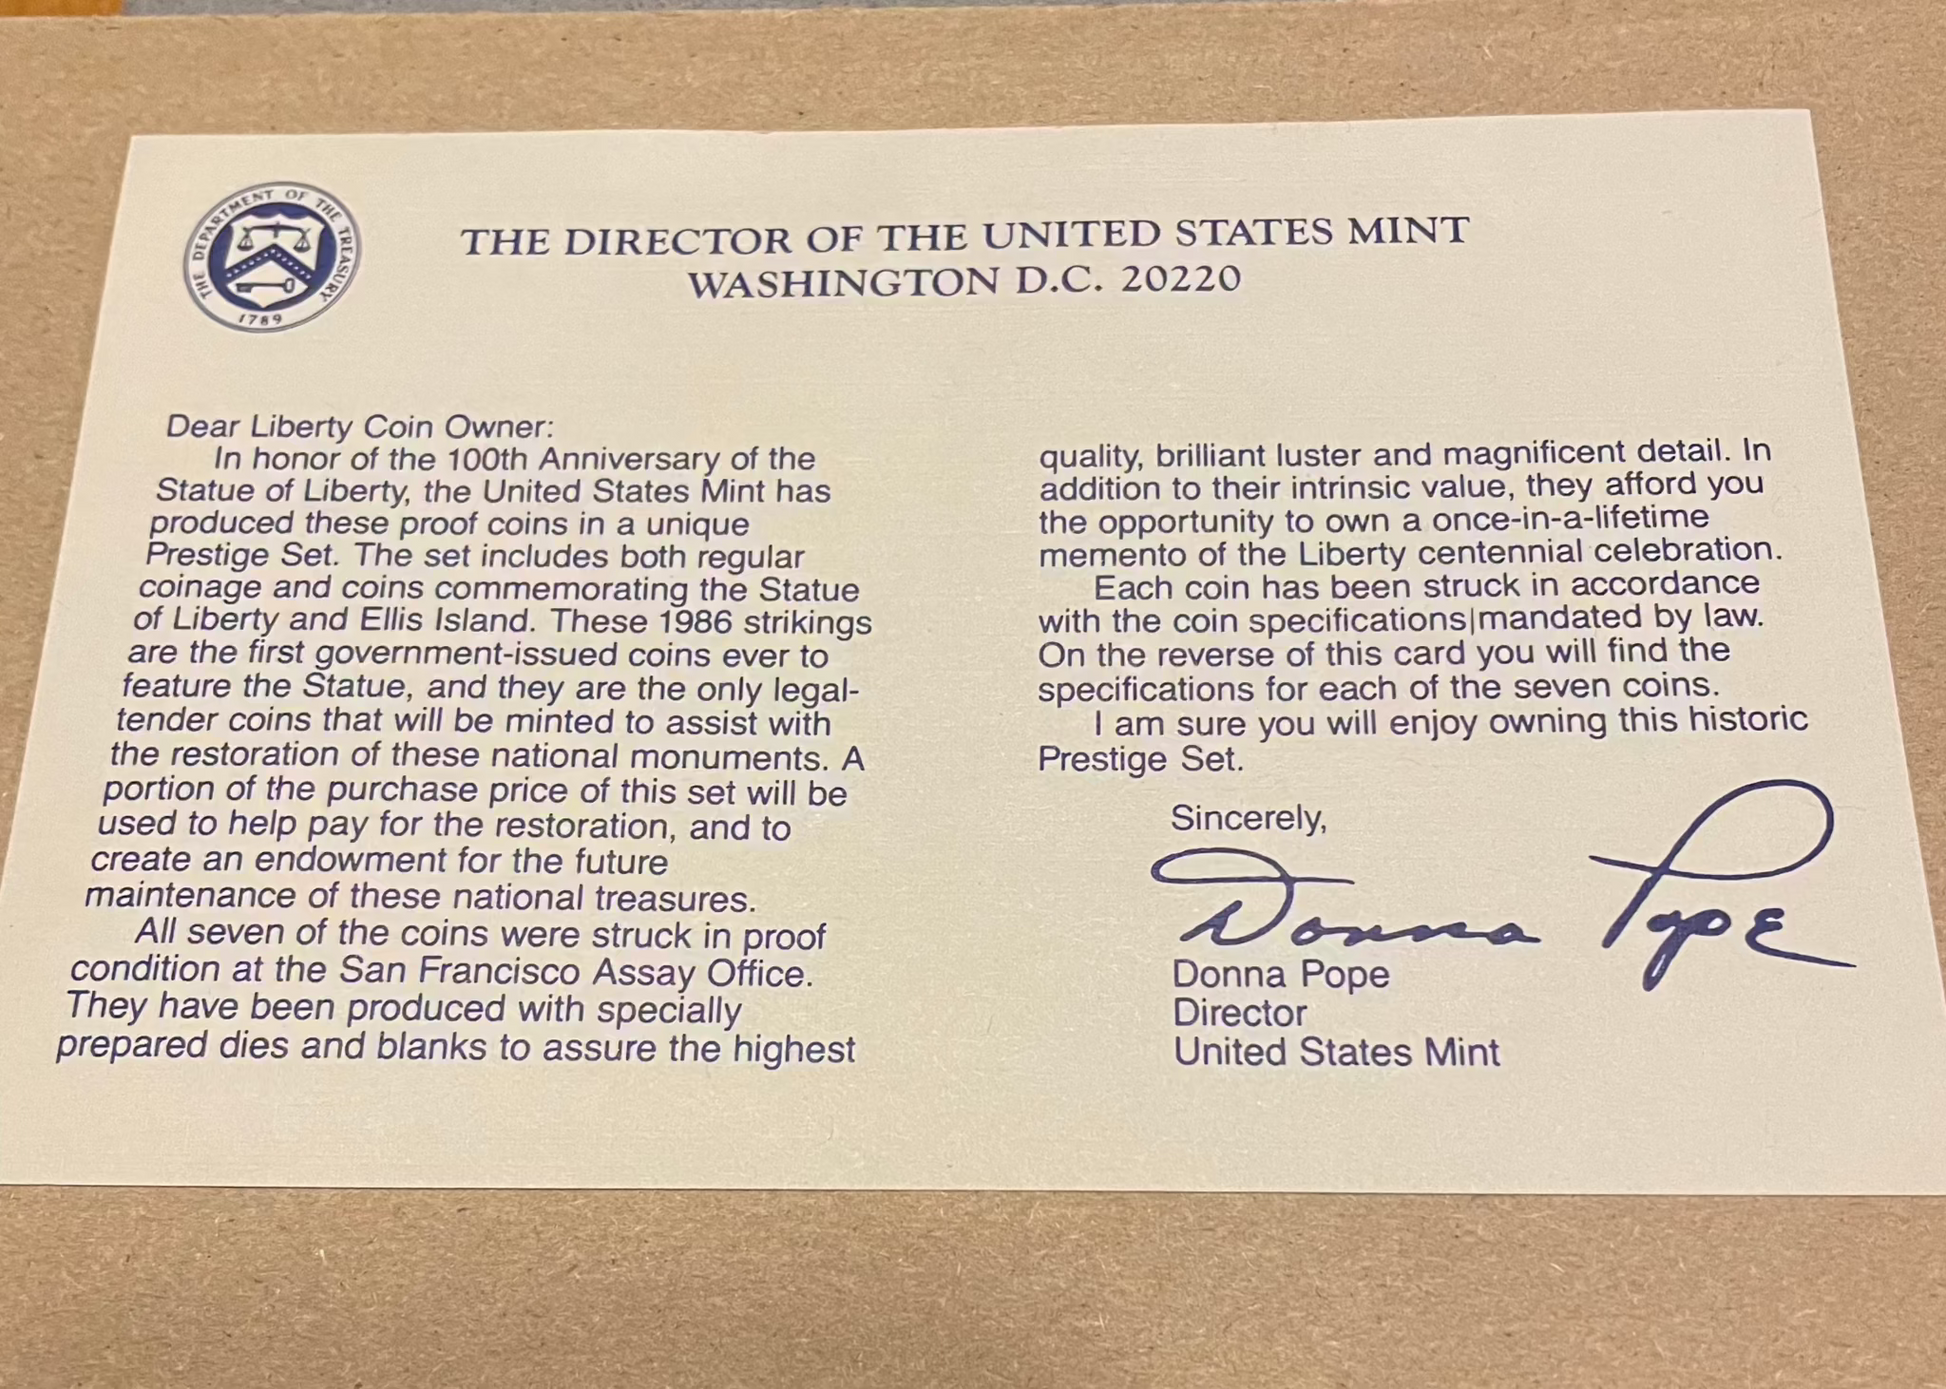 THE DEPARTMENT OF THE TREASURY
1789
THE DIRECTOR OF THE UNITED STATES MINT
WASHINGTON D.C. 20220
Dear Liberty Coin Owner:
In honor of the 100th Anniversary of the
Statue of Liberty, the United States Mint has
produced these proof coins in a unique
Prestige Set. The set includes both regular
coinage and coins commemorating the Statue
of Liberty and Ellis Island. These 1986 strikings
are the first government-issued coins ever to
feature the Statue, and they are the only legal-
tender coins that will be minted to assist with
the restoration of these national monuments. A
portion of the purchase price of this set will be
used to help pay for the restoration, and to
create an endowment for the future
maintenance of these national treasures.
All seven of the coins were struck in proof
condition at the San Francisco Assay Office.
They have been produced with specially
prepared dies and blanks to assure the highest
quality, brilliant luster and magnificent detail. In
addition to their intrinsic value, they afford you
the opportunity to own a once-in-a-lifetime
memento of the Liberty centennial celebration.
Each coin has been struck in accordance
with the coin specifications|mandated by law.
On the reverse of this card you will find the
specifications for each of the seven coins.
I am sure you will enjoy owning this historic
Prestige Set.
Sincerely,
Donna Pope
Donna Pope
Director
United States Mint